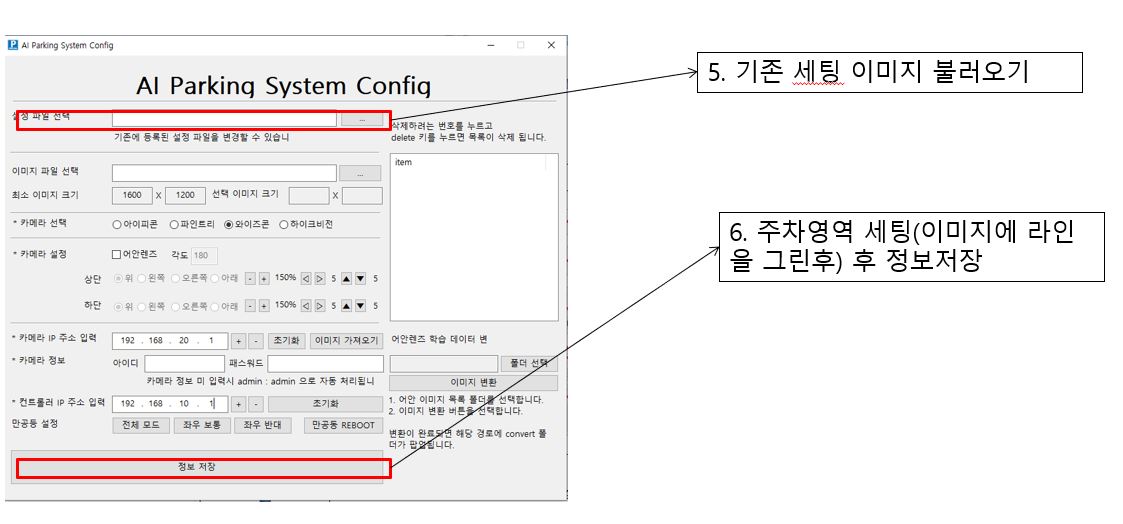 AI Parking System Config
AI Parking System Config
설정 파일 선택
...
기존에 등록된 설정 파일을 변경할 수 있습니
삭제하려는 번호를 누르고
delete 키를 누르면 목록이 삭제 됩니다.
item
이미지 파일 선택
...
최소 이미지 크기 1600 X 1200 선택 이미지 크기 X
* 카메라 선택 아이피콘 파인트리 와이즈콘 하이크비전
* 카메라 설정 어안렌즈 각도 180
상단 위 왼쪽 오른쪽 아래 - + 150% ◁ ▷ 5 ▲ ▼ 5
하단 위 왼쪽 오른쪽 아래 - + 150% ◁ ▷ 5 ▲ ▼ 5
* 카메라 IP 주소 입력 192 . 168 . 20 . 1 + - 초기화 이미지 가져오기
* 카메라 정보 아이디 패스워드
카메라 정보 미 입력시 admin : admin 으로 자동 처리됩니
* 컨트롤러 IP 주소 입력 192 . 168 . 10 . 1 + - 초기화
만공등 설정 전체 모드 좌우 보통 좌우 반대 만공동 REBOOT
정보 저장
어안렌즈 학습 데이터 변
폴더 선택
이미지 변환
1. 어안 이미지 목록 폴더를 선택합니다.
2. 이미지 변환 버튼을 선택합니다.
변환이 완료되면 해당 경로에 convert 폴
더가 팝업됩니다.
5. 기존 세팅 이미지 불러오기
6. 주차영역 세팅(이미지에 라인
을 그린후) 후 정보저장